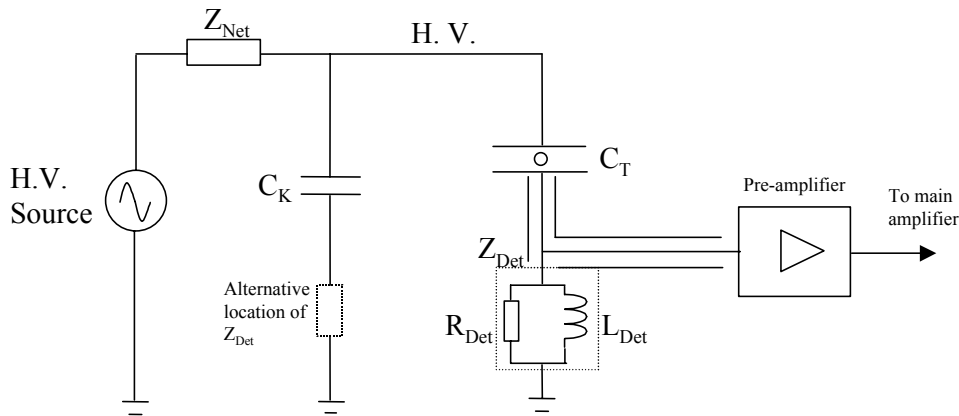 Z_Net
H. V.
H.V.
Source
C_K
C_T
Pre-amplifier
To main
amplifier
Z_Det
Alternative
location of
Z_Det
R_Det
L_Det